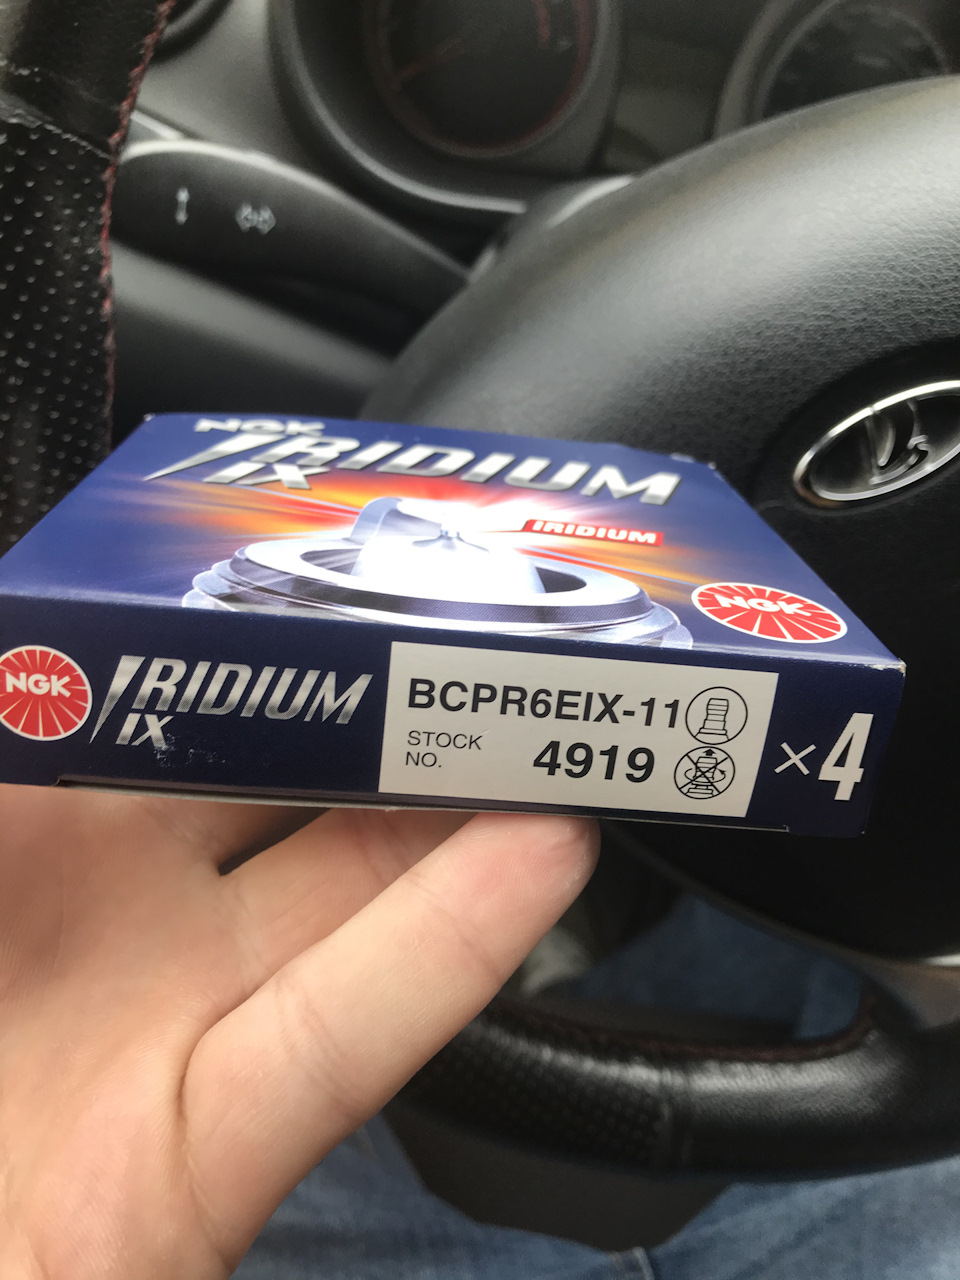 NGK
IRIDIUM
IX
IRIDIUM
NGK
NGK
IRIDIUM
IX
BCPR6EIX-11
STOCK
NO.
4919
×4